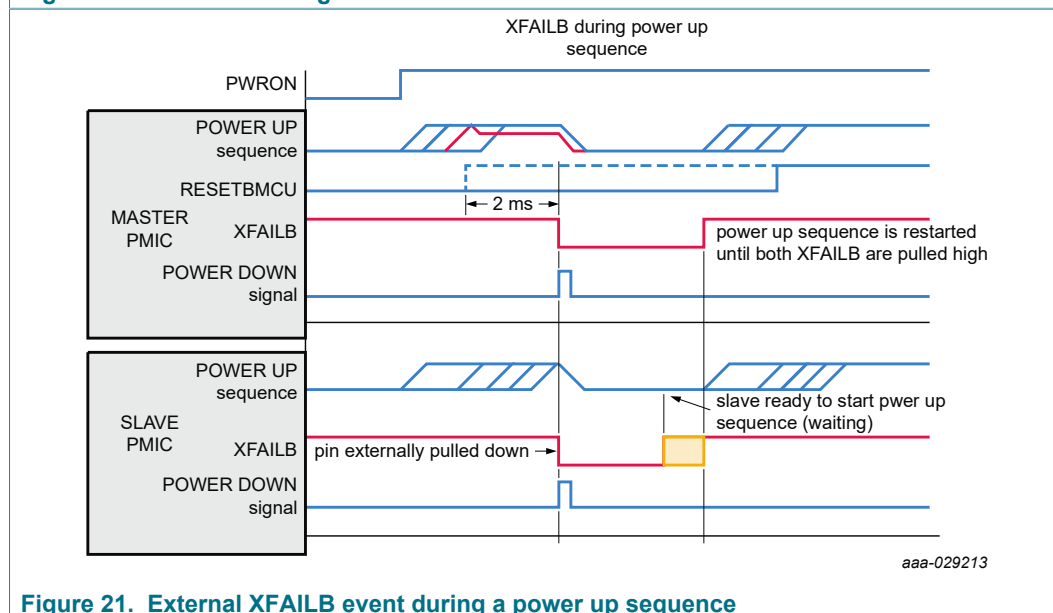 XFAILB during power up
sequence
PWRON
POWER UP
sequence
RESETBMCU
2 ms
MASTER
PMIC
XFAILB
power up sequence is restarted
until both XFAILB are pulled high
POWER DOWN
signal
POWER UP
sequence
slave ready to start pwer up
sequence (waiting)
SLAVE
PMIC
XFAILB
pin externally pulled down
POWER DOWN
signal
aaa-029213
Figure 21. External XFAILB event during a power up sequence